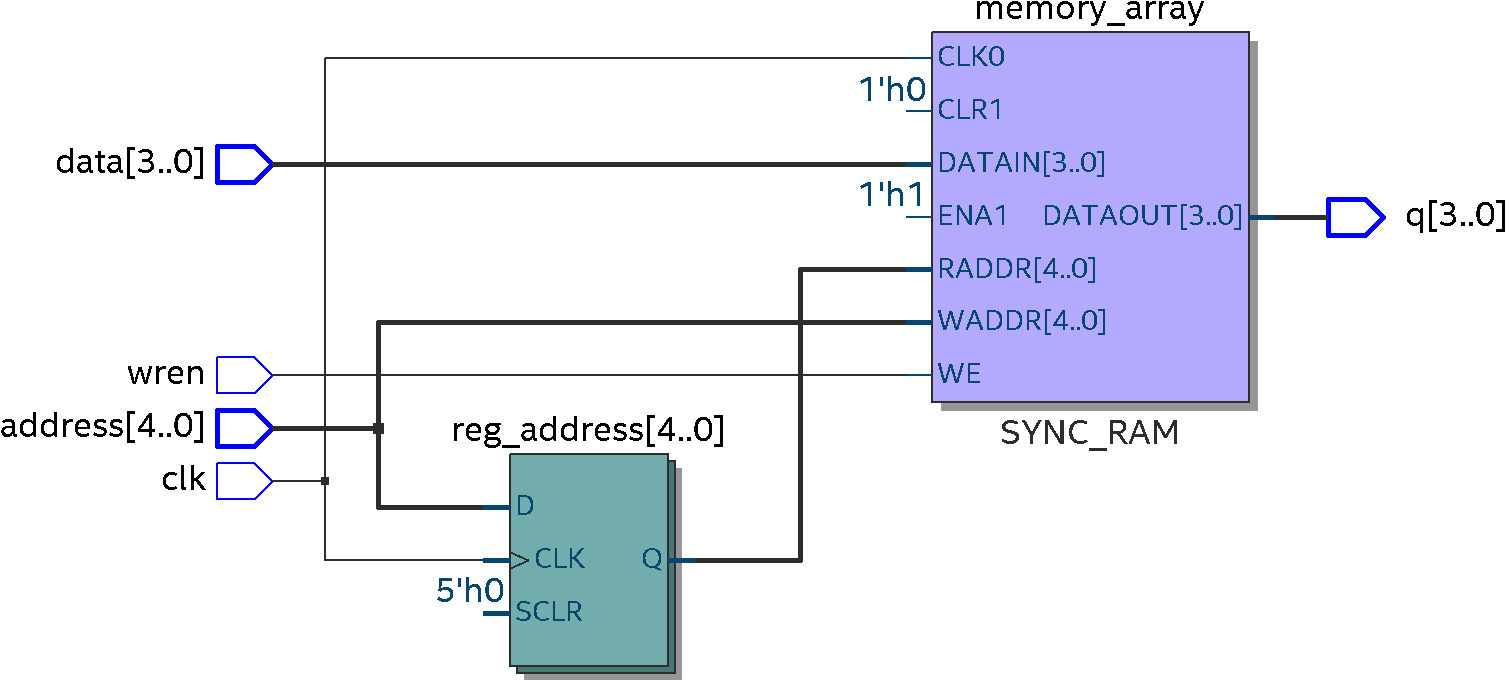 memory_array
CLK0
1'h0
CLR1
data[3..0]
DATAIN[3..0]
1'h1
ENA1
DATAOUT[3..0]
q[3..0]
RADDR[4..0]
WADDR[4..0]
wren
WE
address[4..0]
reg_address[4..0]
SYNC_RAM
clk
D
CLK
Q
5'h0
SCLR